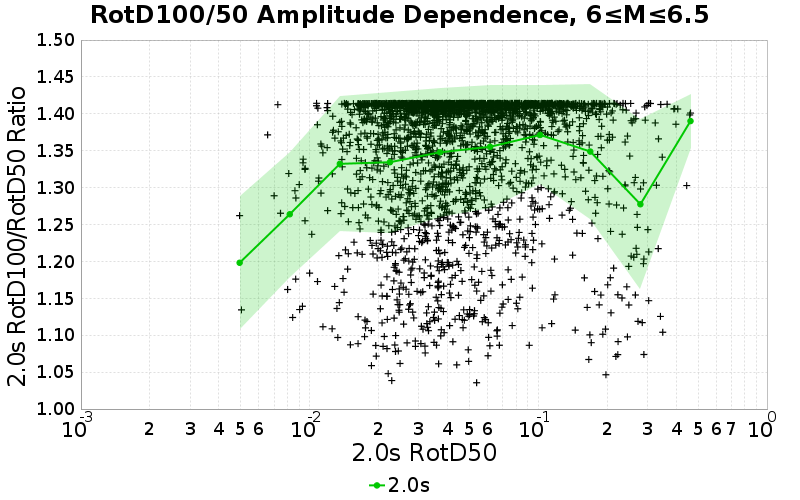 RotD100/50 Amplitude Dependence, 6≤M≤6.5
2.0s RotD100/RotD50 Ratio
1.50
1.45
1.40
1.35
1.30
1.25
1.20
1.15
1.10
1.05
1.00
10^-3 2 3 4 5 6 10^-2 2 3 4 5 6 10^-1 2 3 4 5 6 7 10^0
2.0s RotD50
2.0s